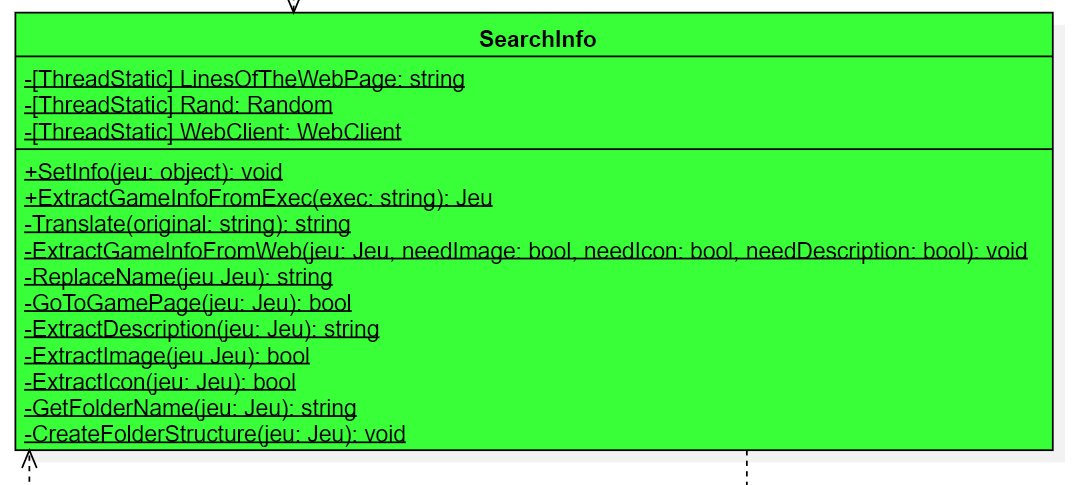 SearchInfo
-[ThreadStatic] LinesOfTheWebPage: string
-[ThreadStatic] Rand: Random
-[ThreadStatic] WebClient: WebClient
+SetInfo(jeu: object): void
+ExtractGameInfoFromExec(exec: string): Jeu
-Translate(original: string): string
-ExtractGameInfoFromWeb(jeu: Jeu, needImage: bool, needIcon: bool, needDescription: bool): void
-ReplaceName(jeu Jeu): string
-GoToGamePage(jeu: Jeu): bool
-ExtractDescription(jeu: Jeu): string
-ExtractImage(jeu Jeu): bool
-ExtractIcon(jeu: Jeu): bool
-GetFolderName(jeu: Jeu): string
-CreateFolderStructure(jeu: Jeu): void